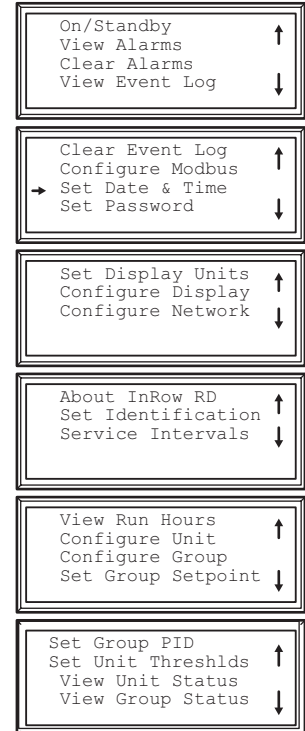 On/Standby
View Alarms
Clear Alarms
View Event Log
Clear Event Log
Configure Modbus
Set Date & Time
Set Password
Set Display Units
Configure Display
Configure Network
About InRow RD
Set Identification
Service Intervals
View Run Hours
Configure Unit
Configure Group
Set Group Setpoint
Set Group PID
Set Unit Threshlds
View Unit Status
View Group Status